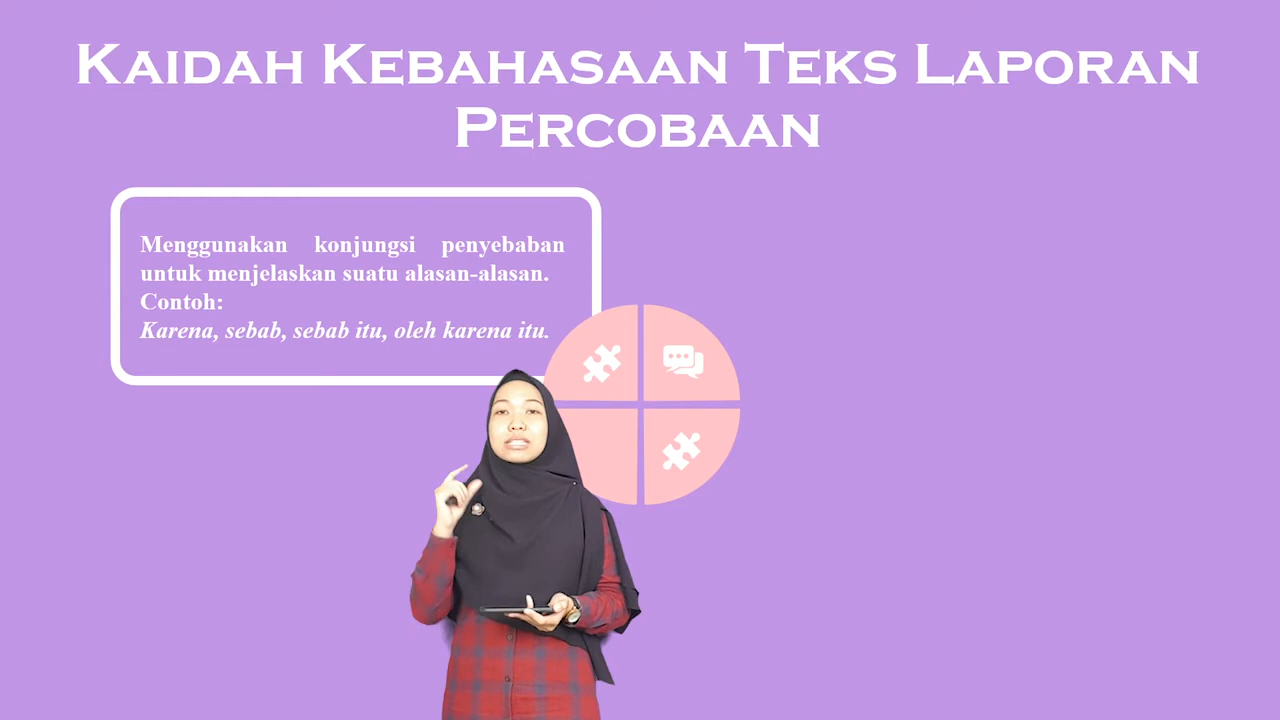 KAIDAH KEBAHASAAN TEKS LAPORAN
PERCOBAAN
Menggunakan konjungsi penyebaban
untuk menjelaskan suatu alasan-alasan.
Contoh:
Karena, sebab, sebab itu, oleh karena itu.